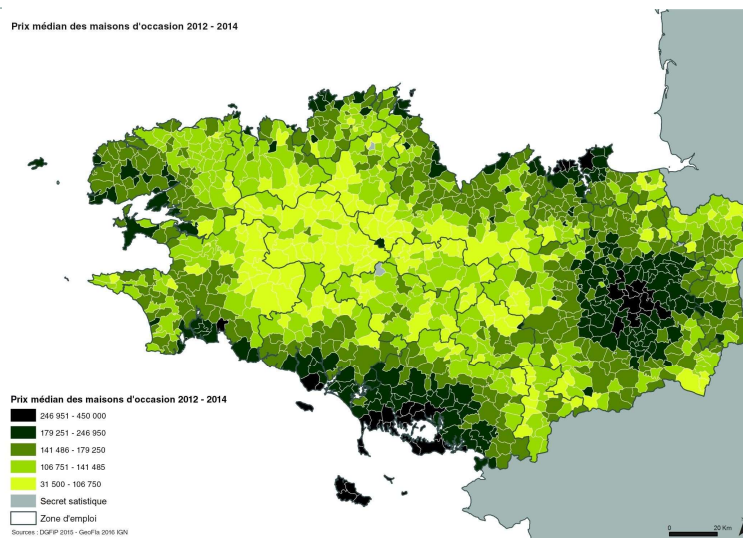 Prix médian des maisons d'occasion 2012 - 2014
Prix médian des maisons d'occasion 2012 - 2014
246 951 - 450 000
179 251 - 246 950
141 486 - 179 250
106 751 - 141 485
31 500 - 106 750
Secret satistique
Zone d'emploi
Sources : DGFiP 2015 - GeoFla 2016 IGN
0 20 Km